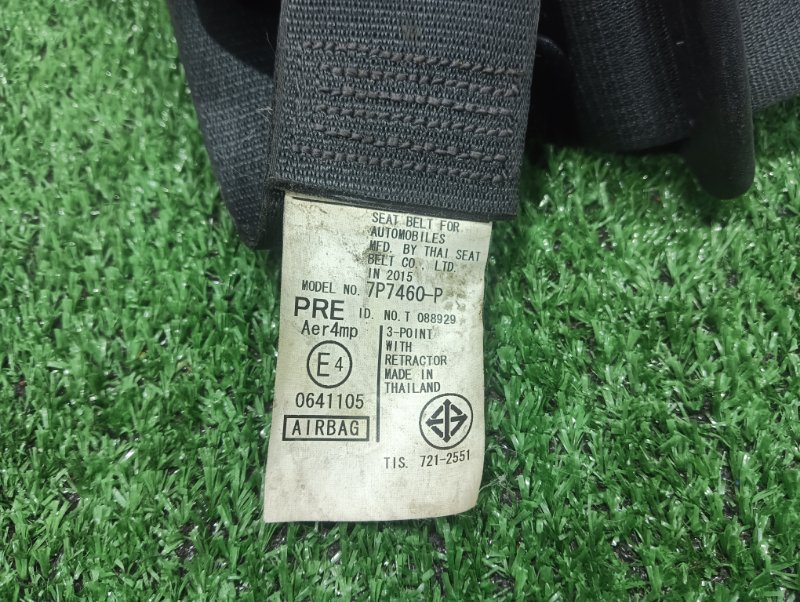 SEAT BELT FOR
AUTOMOBILES
MFD. BY THAI SEAT
BELT CO., LTD.
IN 2015
MODEL NO. 7P7460-P
PRE ID. NO.T 088929
Aer4mp
E4
0641105
AIRBAG
3-POINT
WITH
RETRACTOR
MADE IN
THAILAND
TIS. 721-2551